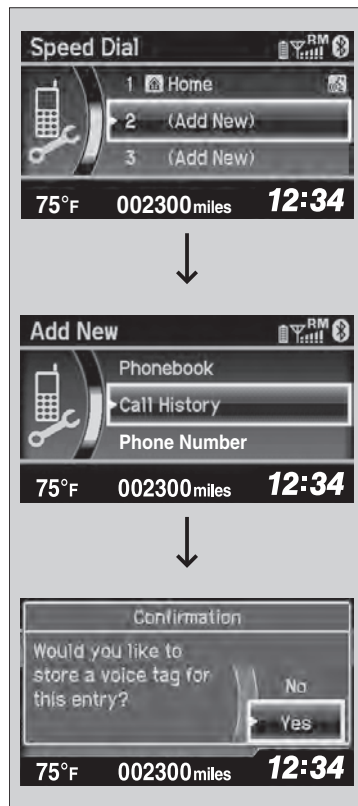 Speed Dial RM
1 Home
2 (Add New)
3 (Add New)
75°F 002300 miles 12:34
Add New RM
Phonebook
Call History
Phone Number
75°F 002300 miles 12:34
Confirmation
Would you like to
store a voice tag for
this entry?
No
Yes
75°F 002300 miles 12:34